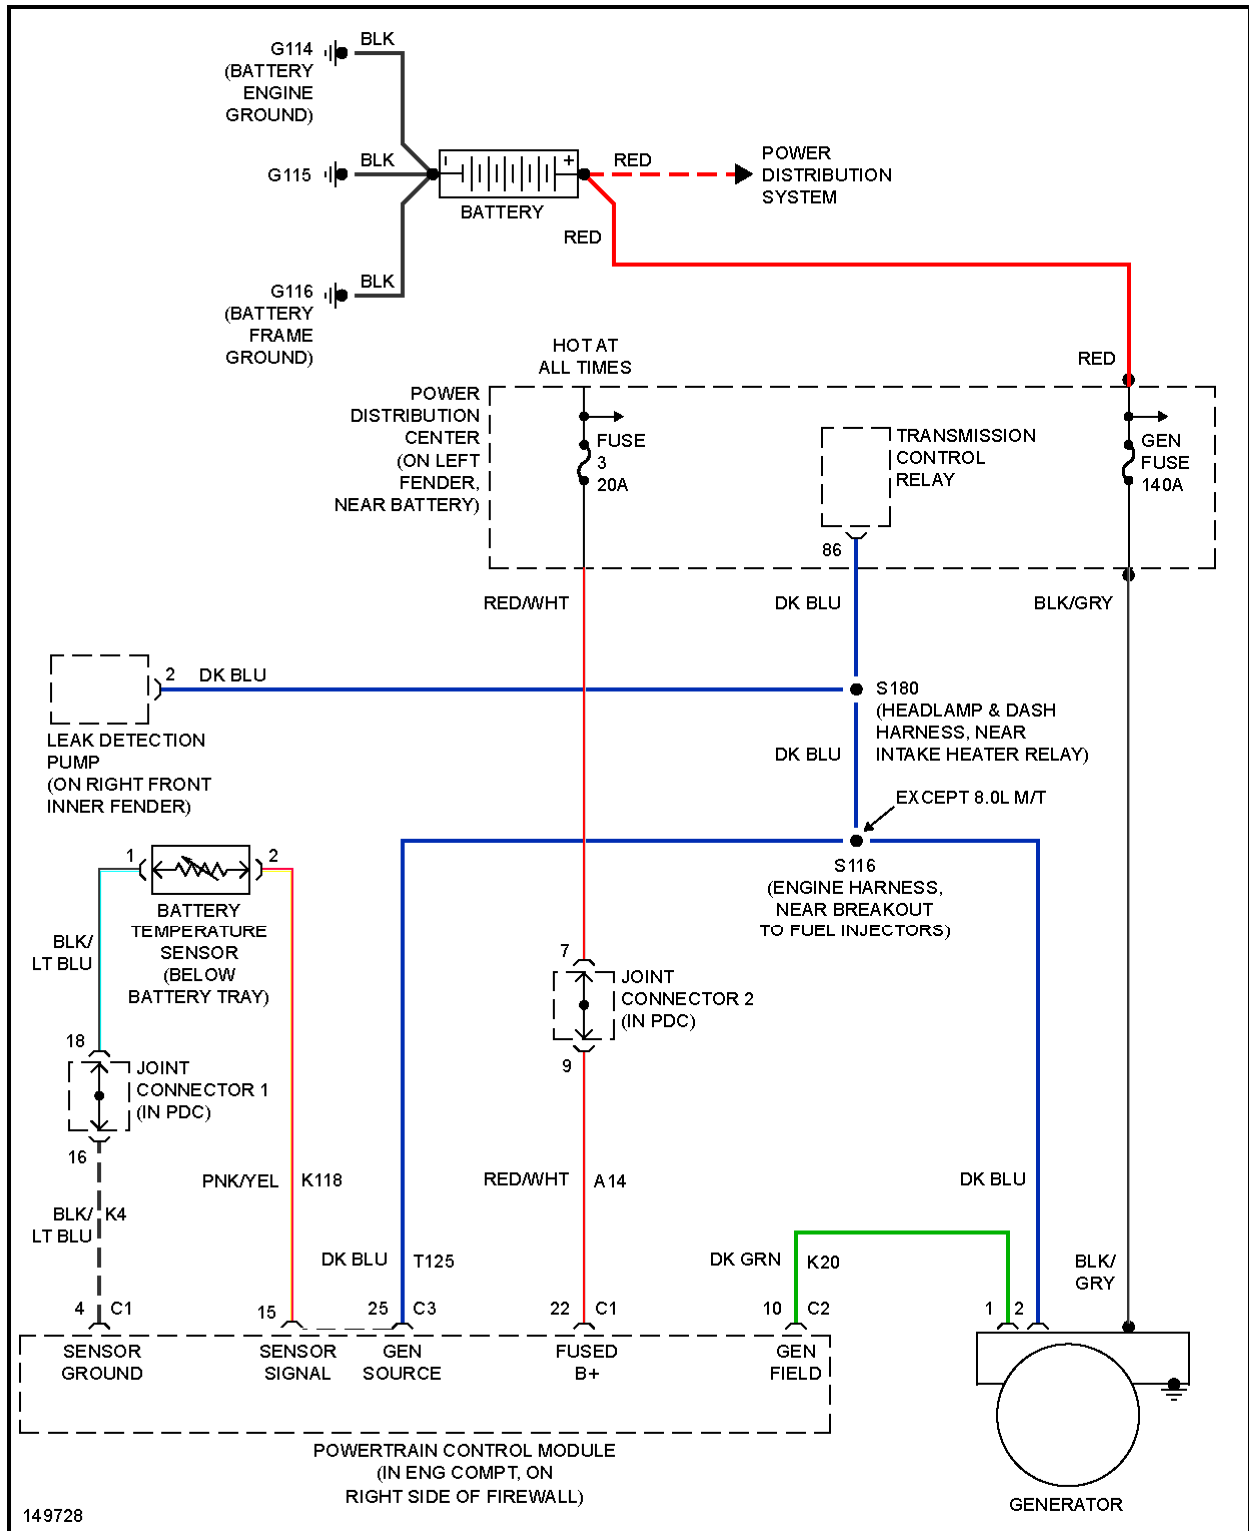 G114
(BATTERY
ENGINE
GROUND)
BLK
G115
BLK
G116
(BATTERY
FRAME
GROUND)
BLK
-
+
BATTERY
RED
POWER
DISTRIBUTION
SYSTEM
RED
RED
HOT AT
ALL TIMES
POWER
DISTRIBUTION
CENTER
(ON LEFT
FENDER,
NEAR BATTERY)
FUSE
3
20A
TRANSMISSION
CONTROL
RELAY
86
GEN
FUSE
140A
RED/WHT
DK BLU
BLK/GRY
2
DK BLU
LEAK DETECTION
PUMP
(ON RIGHT FRONT
INNER FENDER)
S180
(HEADLAMP & DASH
HARNESS, NEAR
INTAKE HEATER RELAY)
DK BLU
EXCEPT 8.0L M/T
S116
(ENGINE HARNESS,
NEAR BREAKOUT
TO FUEL INJECTORS)
1
2
BATTERY
TEMPERATURE
SENSOR
(BELOW
BATTERY TRAY)
BLK/
LT BLU
7
JOINT
CONNECTOR 2
(IN PDC)
9
18
JOINT
CONNECTOR 1
(IN PDC)
16
BLK/
LT BLU
K4
PNK/YEL
K118
RED/WHT
A14
DK BLU
DK BLU
T125
DK GRN
K20
BLK/
GRY
4
C1
15
25
C3
22
C1
10
C2
1
2
SENSOR
GROUND
SENSOR
SIGNAL
GEN
SOURCE
FUSED
B+
GEN
FIELD
POWERTRAIN CONTROL MODULE
(IN ENG COMPT, ON
RIGHT SIDE OF FIREWALL)
GENERATOR
149728